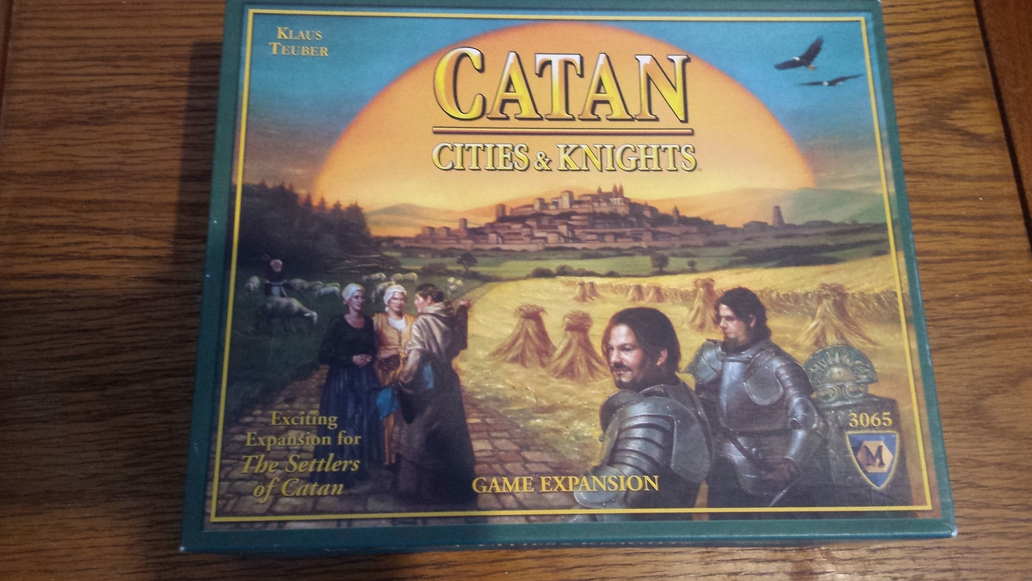 KLAUS
TEUBER
CATAN
CITIES & KNIGHTS
Exciting
Expansion for
The Settlers
of Catan
GAME EXPANSION
3065
M